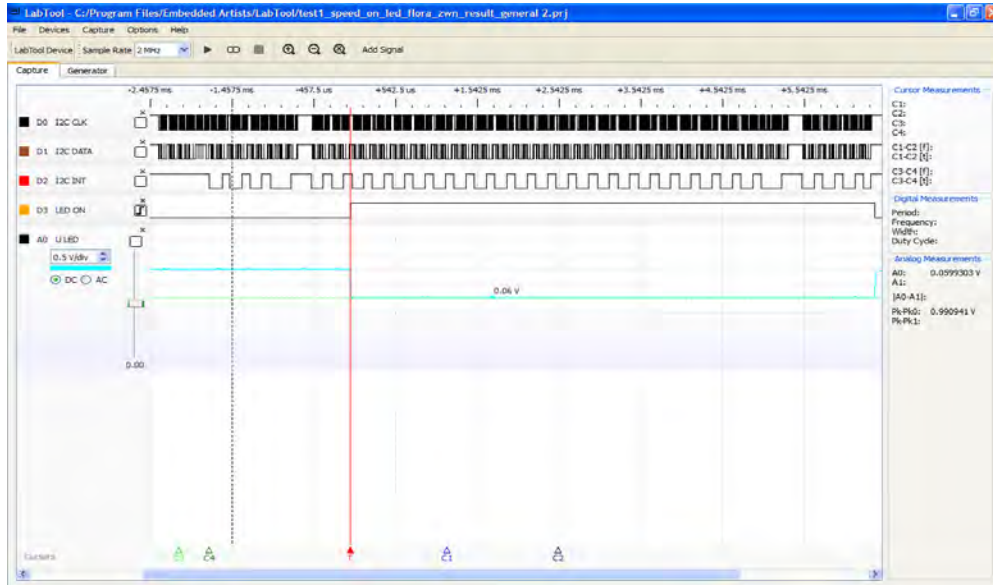 LabTool - C:/Program Files/Embedded Artists/LabTool/test1_speed_on_led_flora_zwn_result_general 2.prj
File Devices Capture Options Help
LabTool Device Sample Rate 2 MHz Add Signal
Capture Generator
-2.4575 ms -1.4575 ms -457.5 us +542.5 us +1.5425 ms +2.5425 ms +3.5425 ms +4.5425 ms +5.5425 ms
D0 I2C CLK
D1 I2C DATA
D2 I2C INT
D3 LED ON
A0 U LED
0.5 V/div
DC AC
0.06 V
0.00
Cursors
C3 C4 T C1 C2
Cursor Measurements
C1:
C2:
C3:
C4:
C1-C2 [f]:
C1-C2 [t]:
C3-C4 [f]:
C3-C4 [t]:
Digital Measurements
Period:
Frequency:
Width:
Duty Cycle:
Analog Measurements
A0: 0.0599303 V
A1:
|A0-A1|:
Pk-Pk0: 0.990941 V
Pk-Pk1: